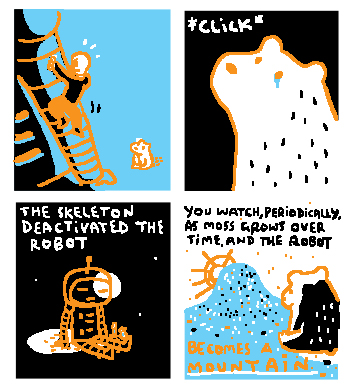 *CLICK*
THE SKELETON
DEACTIVATED THE
ROBOT
YOU WATCH, PERIODICALLY,
AS MOSS GROWS OVER
TIME, AND THE ROBOT
BECOMES A
MOUNTAIN.